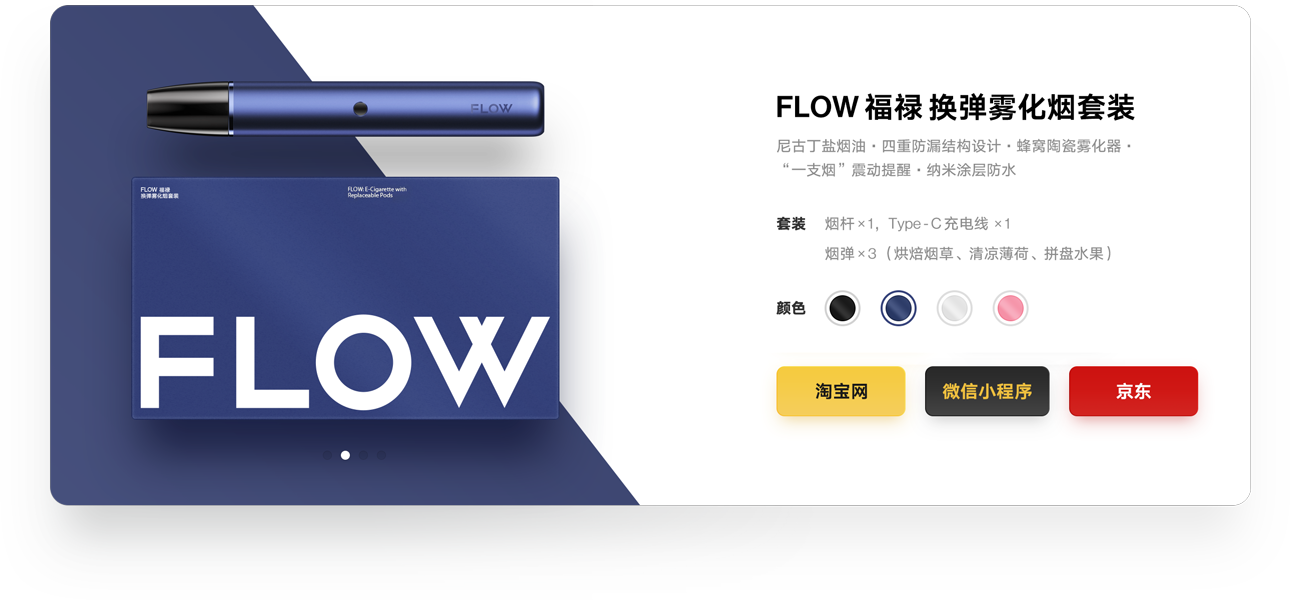 FLOW
FLOW 福禄
换弹雾化烟套装
FLOW: E-Cigarette with
Replaceable Pods
FLOW
FLOW 福禄 换弹雾化烟套装
尼古丁盐烟油・四重防漏结构设计・蜂窝陶瓷雾化器・
“一支烟”震动提醒・纳米涂层防水
套装 烟杆×1, Type-C充电线 ×1
烟弹×3（烘焙烟草、清凉薄荷、拼盘水果）
颜色
淘宝网 微信小程序 京东